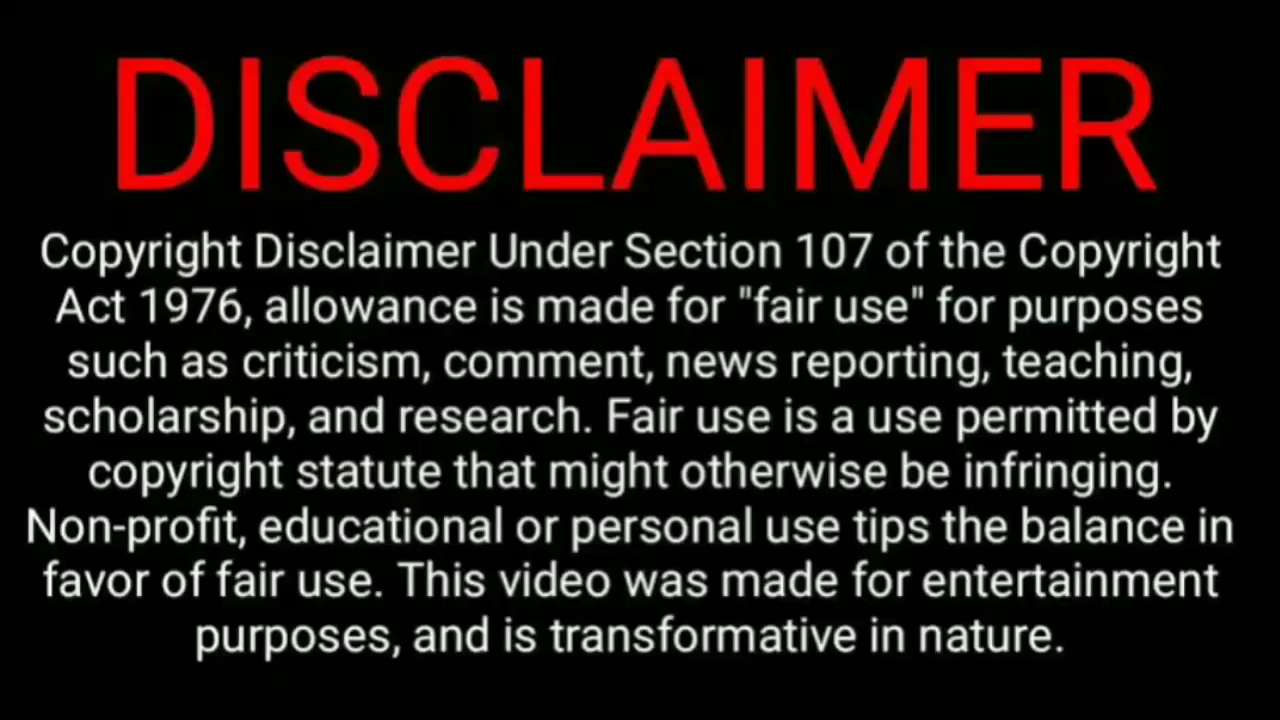 DISCLAIMER
Copyright Disclaimer Under Section 107 of the Copyright
Act 1976, allowance is made for "fair use" for purposes
such as criticism, comment, news reporting, teaching,
scholarship, and research. Fair use is a use permitted by
copyright statute that might otherwise be infringing.
Non-profit, educational or personal use tips the balance in
favor of fair use. This video was made for entertainment
purposes, and is transformative in nature.